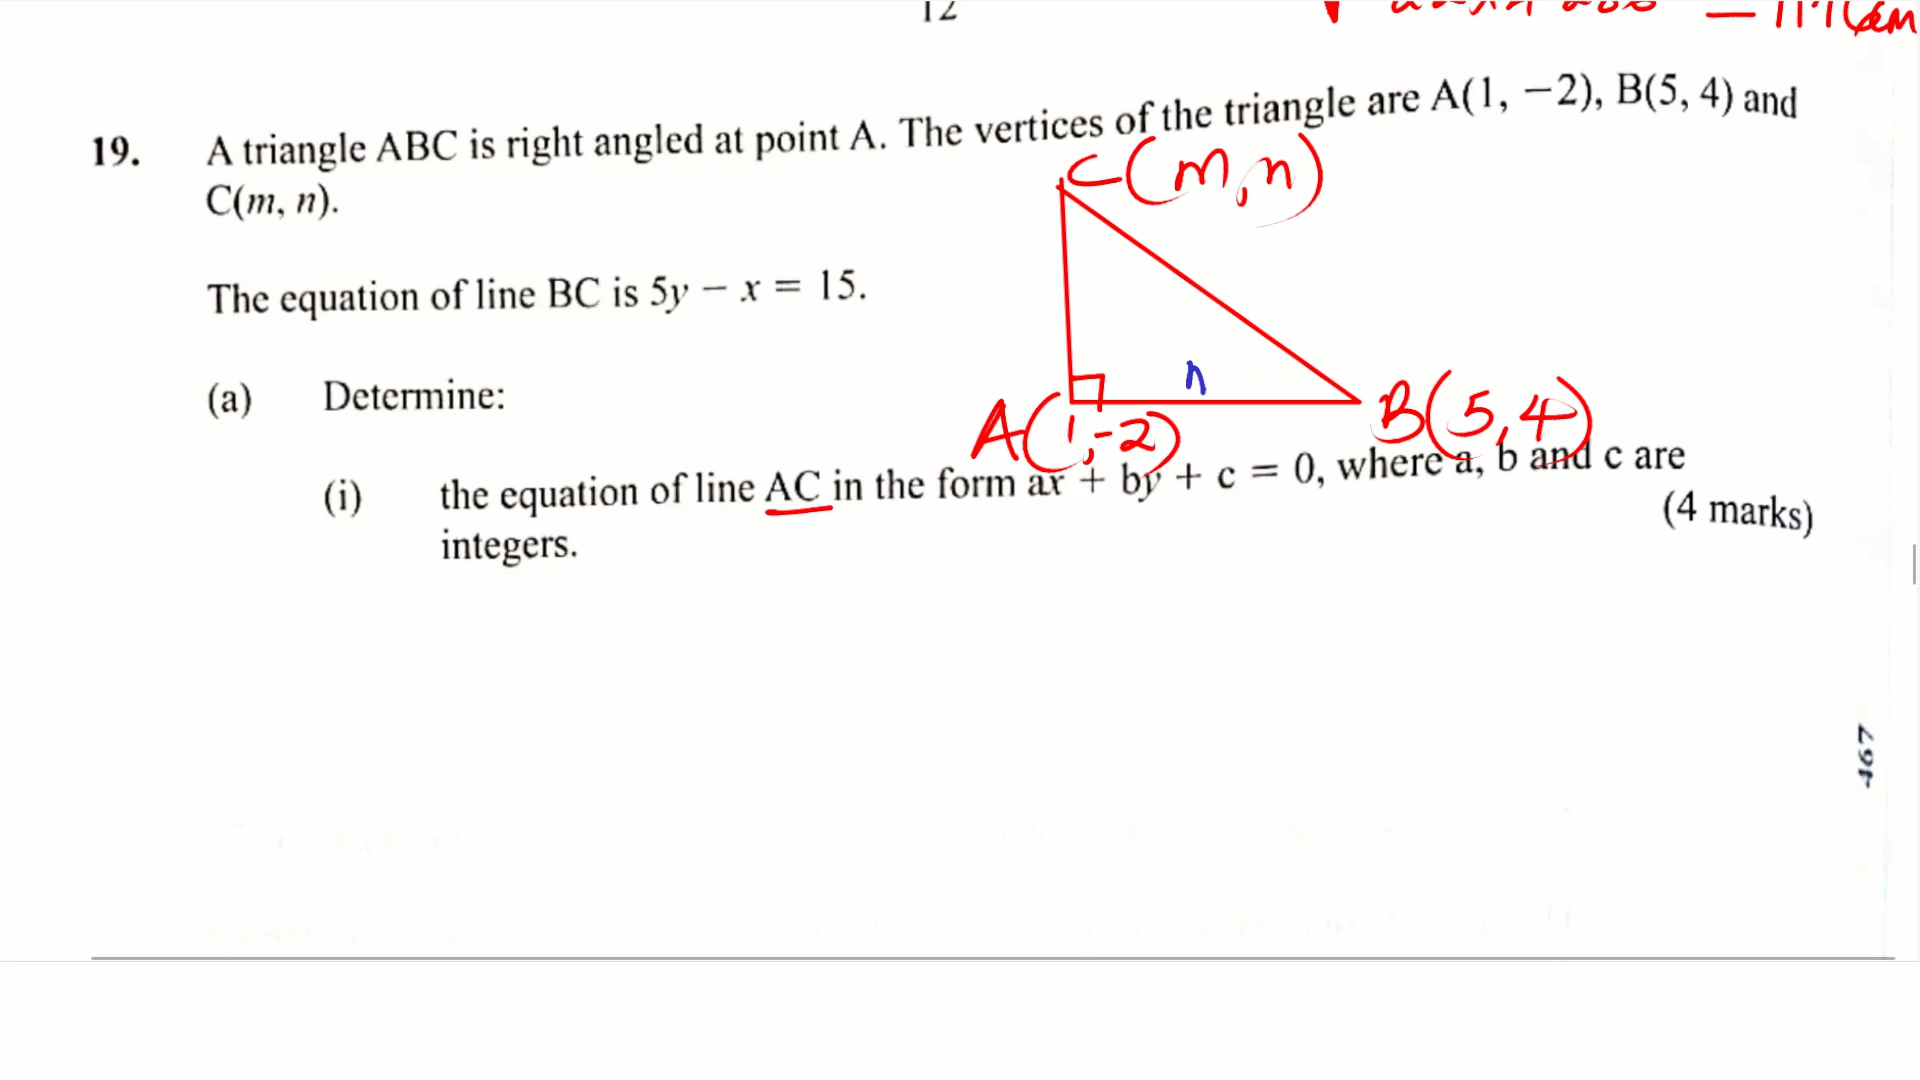 12
19. A triangle ABC is right angled at point A. The vertices of the triangle are A(1, −2), B(5, 4) and
C(m, n).
C(m,n)
The equation of line BC is 5y − x = 15.
n
(a) Determine:
A(1,-2)
B(5,4)
(i) the equation of line AC in the form ax + by + c = 0, where a, b and c are
integers.
(4 marks)
497